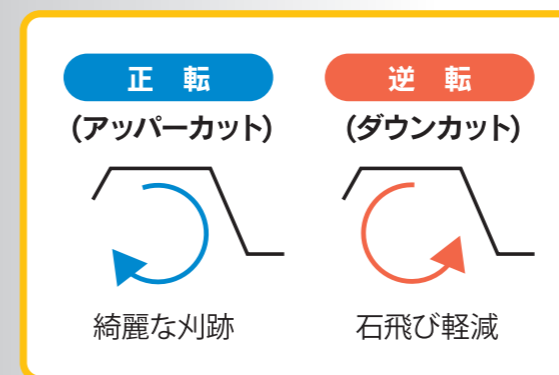 正 転
(アッパーカット)
綺麗な刈跡
逆 転
(ダウンカット)
石飛び軽減